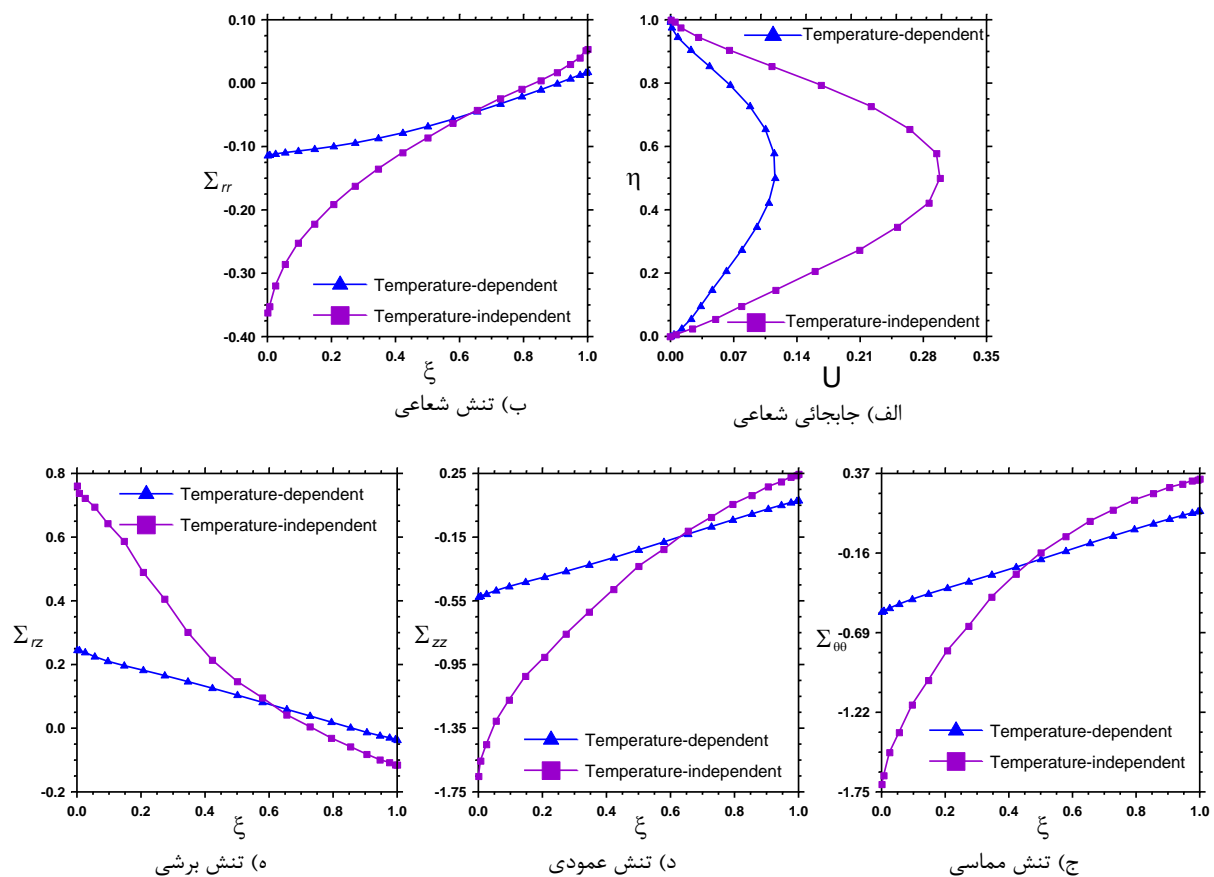 0.10
0.00
-0.10
-0.20
-0.30
-0.40
Σrr
Temperature-dependent
Temperature-independent
0.0 0.2 0.4 0.6 0.8 1.0
ξ
ب) تنش شعاعی
1.0
0.8
0.6
0.4
0.2
0.0
η
Temperature-dependent
Temperature-independent
0.00 0.07 0.14 0.21 0.28 0.35
U
الف) جابجائی شعاعی
0.8
0.6
0.4
0.2
0.0
-0.2
Σrz
Temperature-dependent
Temperature-independent
0.0 0.2 0.4 0.6 0.8 1.0
ξ
ه) تنش برشی
0.25
-0.15
-0.55
-0.95
-1.35
-1.75
Σzz
Temperature-dependent
Temperature-independent
0.0 0.2 0.4 0.6 0.8 1.0
ξ
د) تنش عمودی
0.37
-0.16
-0.69
-1.22
-1.75
Σθθ
Temperature-dependent
Temperature-independent
0.0 0.2 0.4 0.6 0.8 1.0
ξ
ج) تنش مماسی